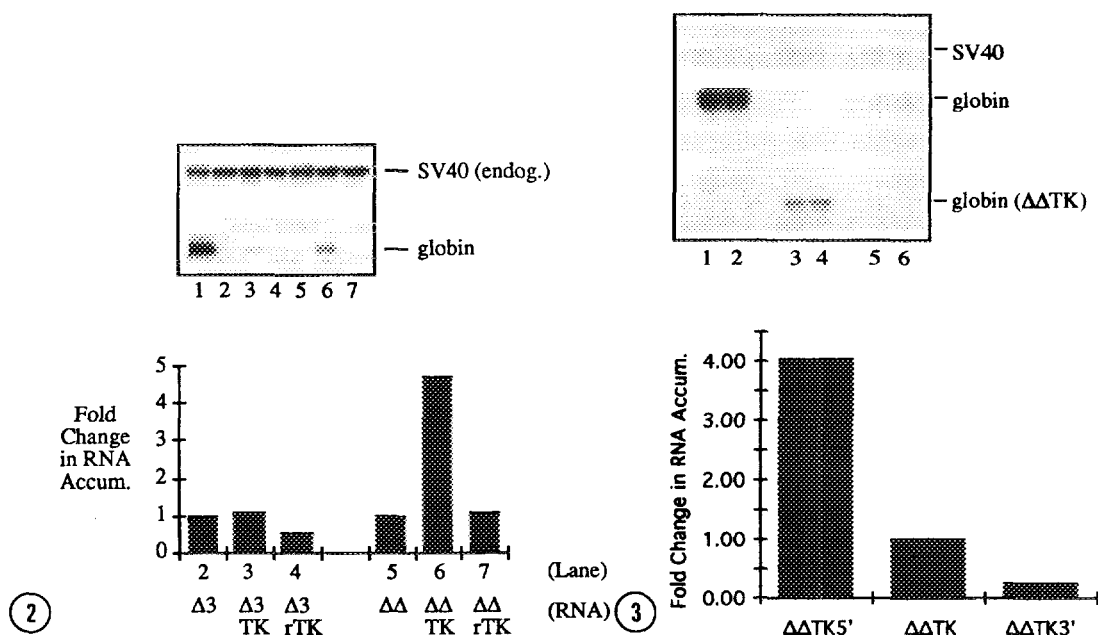 SV40 (endog.)
globin
1 2 3 4 5 6 7
Fold
Change
in RNA
Accum.
5
4
3
2
1
0
2 3 4 5 6 7 (Lane)
Δ3 Δ3 Δ3 ΔΔ ΔΔ ΔΔ (RNA)
TK rTK TK rTK
2
SV40
globin
globin (ΔΔTK)
1 2 3 4 5 6
Fold Change in RNA Accum.
4.00
3.00
2.00
1.00
0.00
ΔΔTK5' ΔΔTK ΔΔTK3'
3